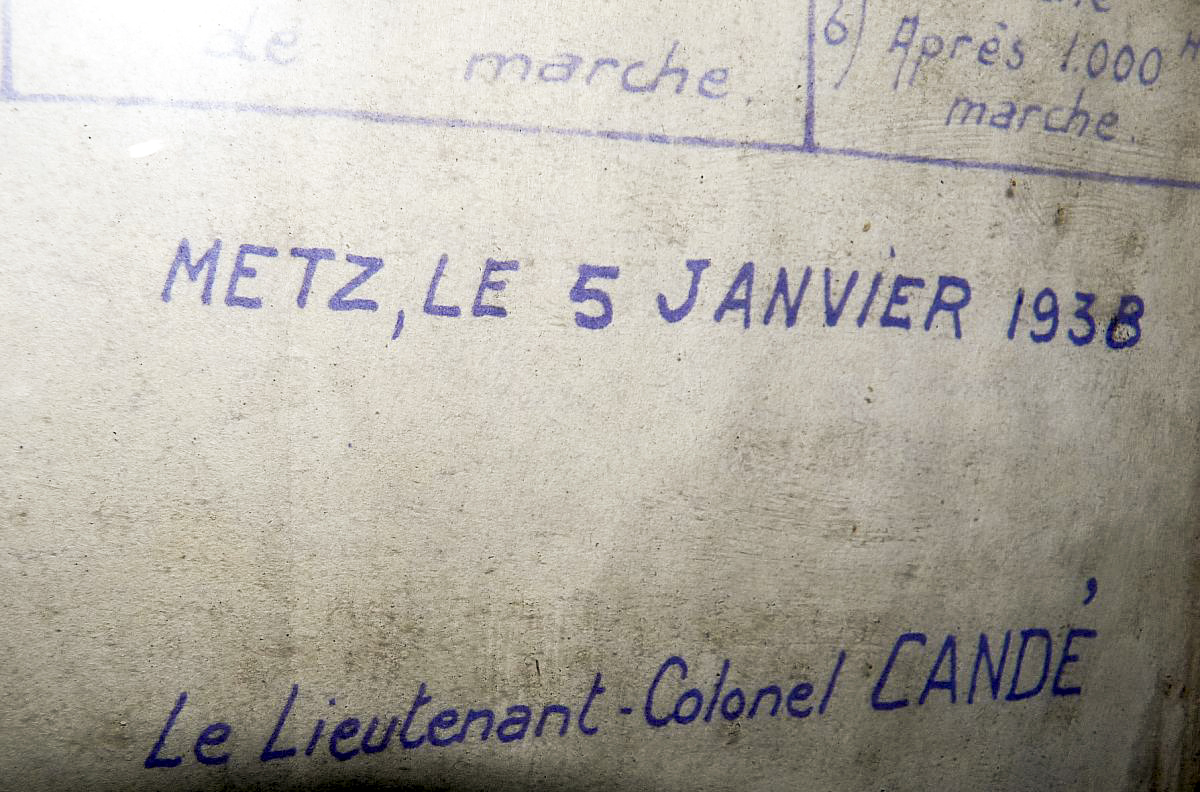 de marche.
6) Après 1.000
marche.
METZ, LE 5 JANVIER 1938
Le Lieutenant-Colonel CANDÉ